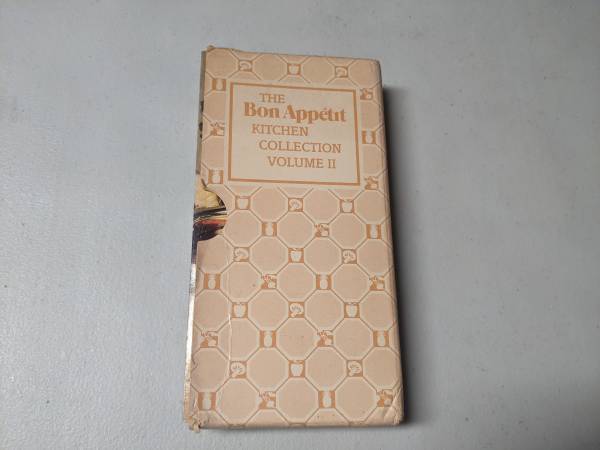 THE
Bon Appétit
KITCHEN
COLLECTION
VOLUME II